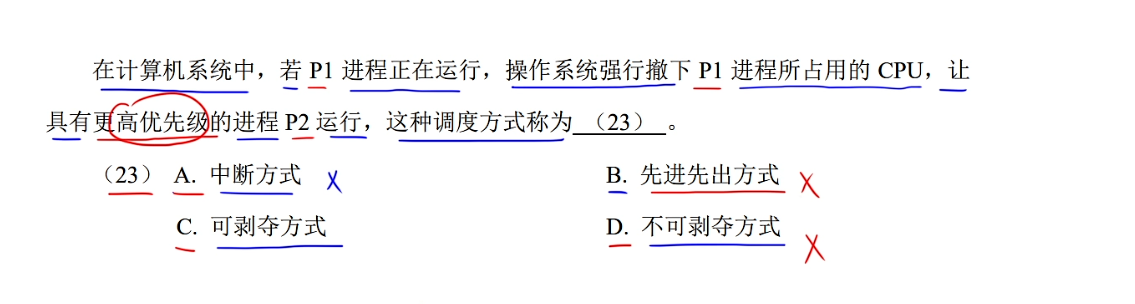 在计算机系统中，若 P1 进程正在运行，操作系统强行撤下 P1 进程所占用的 CPU，让
具有更高优先级的进程 P2 运行，这种调度方式称为 （23） 。
（23） A. 中断方式 X B. 先进先出方式 X
C. 可剥夺方式 D. 不可剥夺方式 X